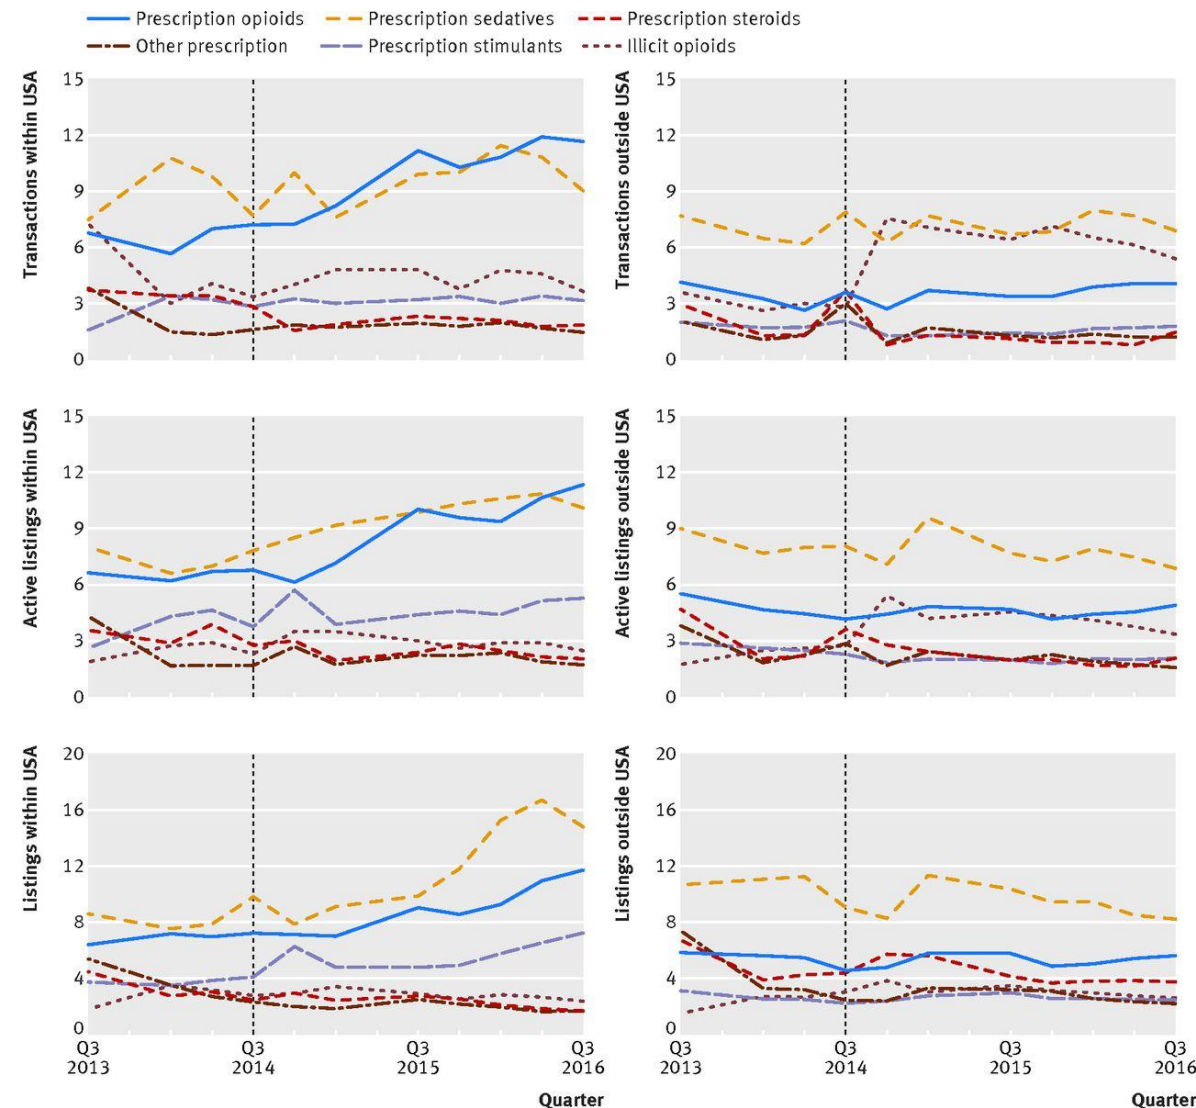 Prescription opioids Prescription sedatives Prescription steroids
Other prescription Prescription stimulants Illicit opioids
Transactions within USA
15
12
9
6
3
0
Transactions outside USA
15
12
9
6
3
0
Active listings within USA
15
12
9
6
3
0
Active listings outside USA
15
12
9
6
3
0
Listings within USA
20
16
12
8
4
0
Q3 Q3 Q3 Q3
2013 2014 2015 2016
Quarter
Listings outside USA
20
16
12
8
4
0
Q3 Q3 Q3 Q3
2013 2014 2015 2016
Quarter